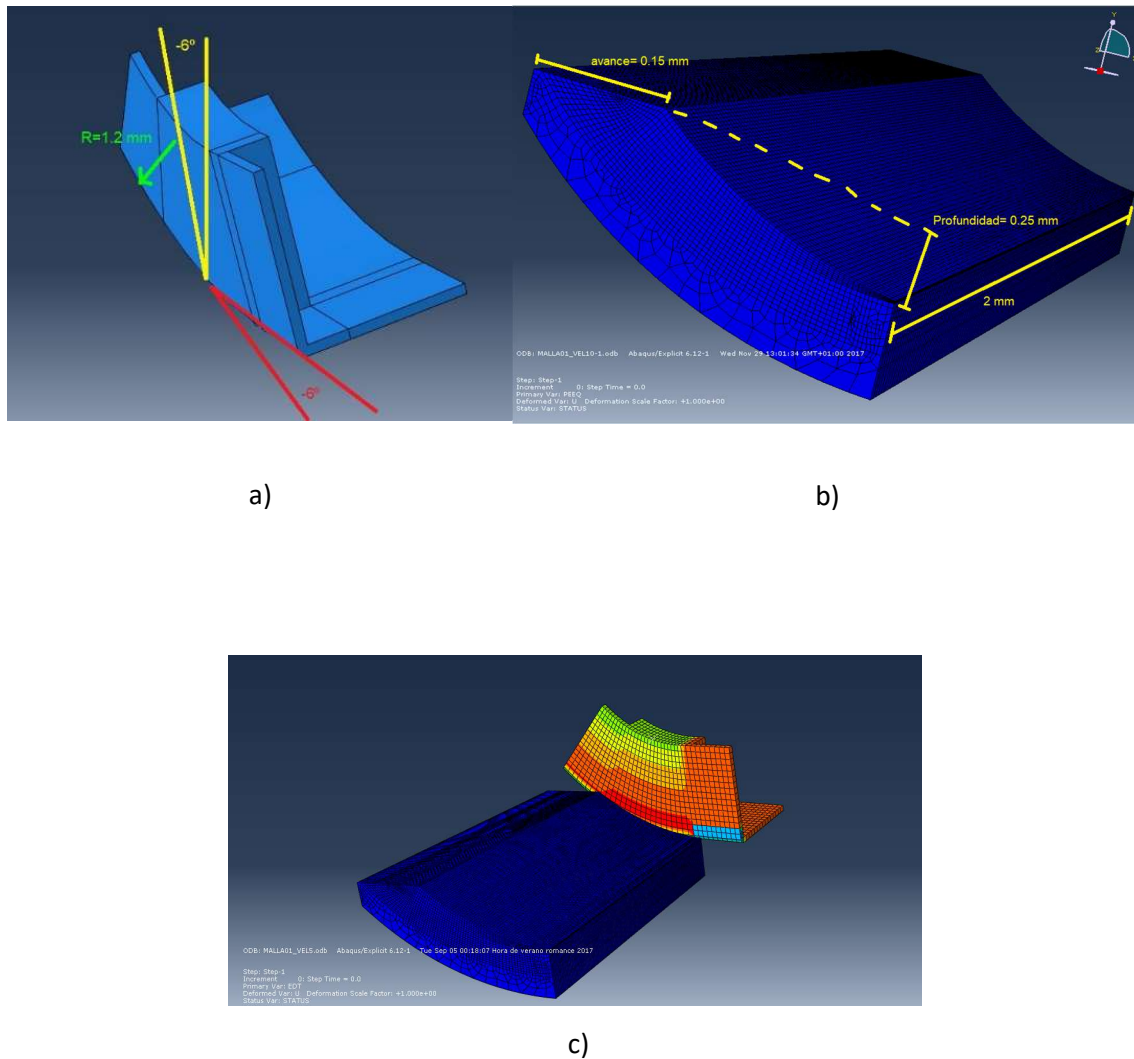 -6º
R=1.2 mm
-6º
a)
avance= 0.15 mm
Profundidad= 0.25 mm
2 mm
Y
Z
ODB: MALLA01_VEL10-1.odb Abaqus/Explicit 6.12-1 Wed Nov 29 13:01:34 GMT+01:00 2017
Step: Step-1
Increment 0: Step Time = 0.0
Primary Var: PEEQ
Deformed Var: U Deformation Scale Factor: +1.000e+00
Status Var: STATUS
b)
ODB: MALLA01_VEL5.odb Abaqus/Explicit 6.12-1 Tue Sep 05 00:18:07 Hora de verano romance 2017
Step: Step-1
Increment 0: Step Time = 0.0
Primary Var: EDT
Deformed Var: U Deformation Scale Factor: +1.000e+00
Status Var: STATUS
c)